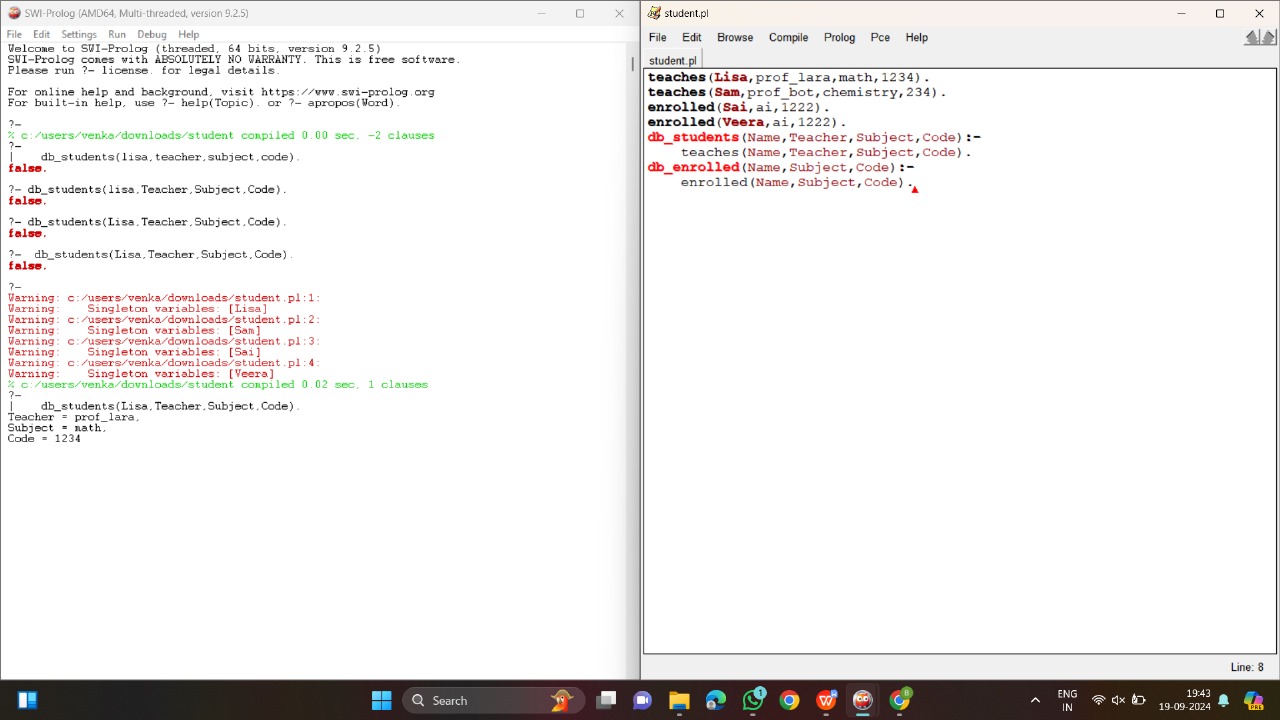 SWI-Prolog (AMD64, Multi-threaded, version 9.2.5)
File Edit Settings Run Debug Help
Welcome to SWI-Prolog (threaded, 64 bits, version 9.2.5)
SWI-Prolog comes with ABSOLUTELY NO WARRANTY. This is free software.
Please run ?- license. for legal details.
For online help and background, visit https://www.swi-prolog.org
For built-in help, use ?- help(Topic). or ?- apropos(Word).
?-
% c:/users/venka/downloads/student compiled 0.00 sec, -2 clauses
?-
| db_students(lisa,teacher,subject,code).
false.
?- db_students(lisa,Teacher,Subject,Code).
false.
?- db_students(Lisa,Teacher,Subject,Code).
false.
?- db_students(Lisa,Teacher,Subject,Code).
false.
?-
Warning: c:/users/venka/downloads/student.pl:1:
Warning: Singleton variables: [Lisa]
Warning: c:/users/venka/downloads/student.pl:2:
Warning: Singleton variables: [Sam]
Warning: c:/users/venka/downloads/student.pl:3:
Warning: Singleton variables: [Sai]
Warning: c:/users/venka/downloads/student.pl:4:
Warning: Singleton variables: [Veera]
% c:/users/venka/downloads/student compiled 0.02 sec, 1 clauses
?-
| db_students(Lisa,Teacher,Subject,Code).
Teacher = prof_lara,
Subject = math,
Code = 1234
student.pl
File Edit Browse Compile Prolog Pce Help
student.pl
teaches(Lisa,prof_lara,math,1234).
teaches(Sam,prof_bot,chemistry,234).
enrolled(Sai,ai,1222).
enrolled(Veera,ai,1222).
db_students(Name,Teacher,Subject,Code):-
teaches(Name,Teacher,Subject,Code).
db_enrolled(Name,Subject,Code):-
enrolled(Name,Subject,Code).
Line: 8
Search
1
8
ENG
IN
19:43
19-09-2024
PRE